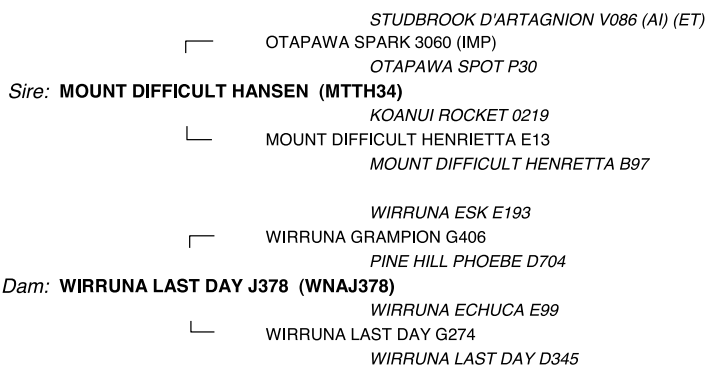 STUDBROOK D'ARTAGNION V086 (AI) (ET)
OTAPAWA SPARK 3060 (IMP)
OTAPAWA SPOT P30
Sire: MOUNT DIFFICULT HANSEN (MTTH34)
KOANUI ROCKET 0219
MOUNT DIFFICULT HENRIETTA E13
MOUNT DIFFICULT HENRETTA B97
WIRRUNA ESK E193
WIRRUNA GRAMPION G406
PINE HILL PHOEBE D704
Dam: WIRRUNA LAST DAY J378 (WNAJ378)
WIRRUNA ECHUCA E99
WIRRUNA LAST DAY G274
WIRRUNA LAST DAY D345